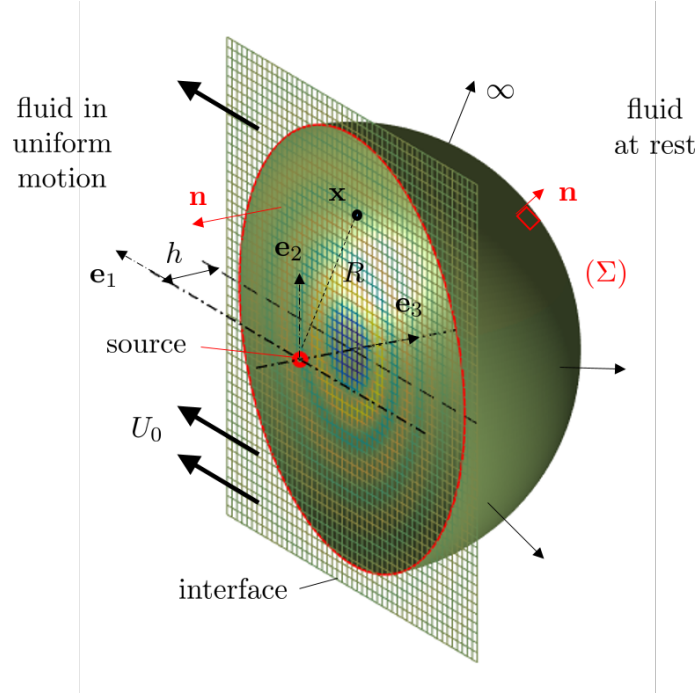 fluid in
uniform
motion
∞
fluid
at rest
n
x
n
e₂
h
R
(Σ)
e₁
e₃
source
U₀
interface